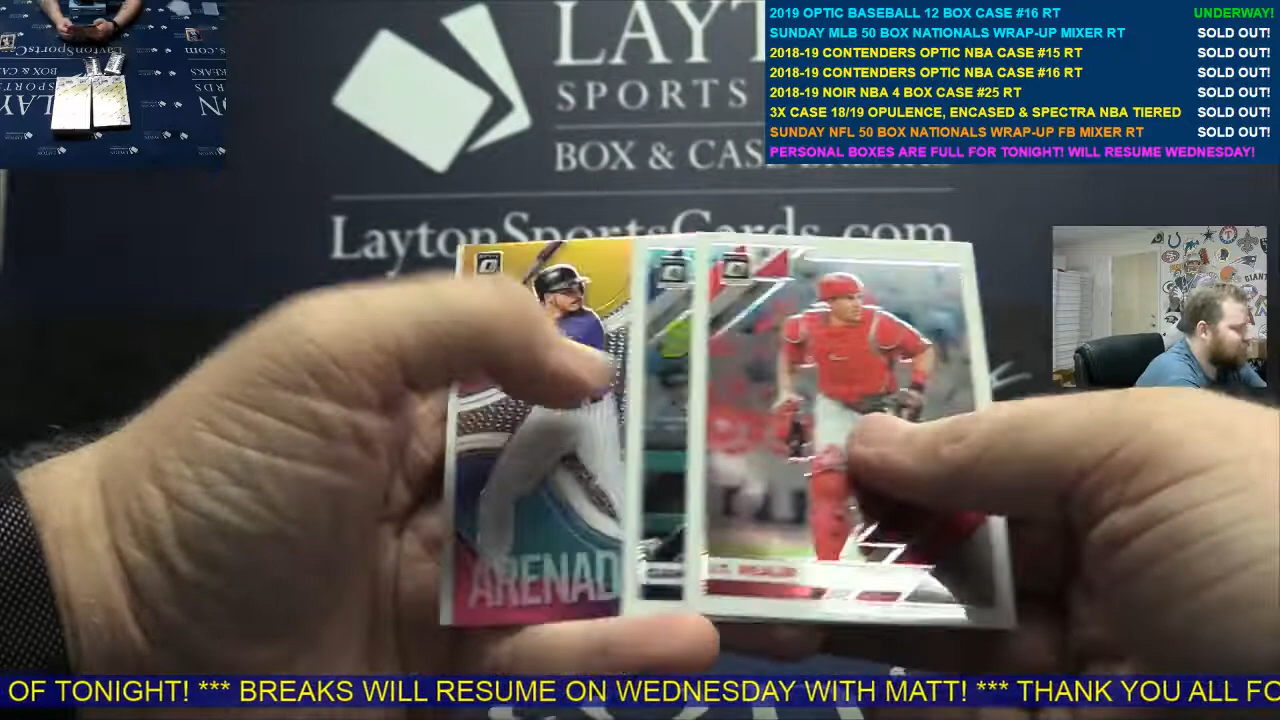 LAYT
SPORTS
BOX & CASE BREAKS
LaytonSportsCards.com
2019 OPTIC BASEBALL 12 BOX CASE #16 RT UNDERWAY!
SUNDAY MLB 50 BOX NATIONALS WRAP-UP MIXER RT SOLD OUT!
2018-19 CONTENDERS OPTIC NBA CASE #15 RT SOLD OUT!
2018-19 CONTENDERS OPTIC NBA CASE #16 RT SOLD OUT!
2018-19 NOIR NBA 4 BOX CASE #25 RT SOLD OUT!
3X CASE 18/19 OPULENCE, ENCASED & SPECTRA NBA TIERED SOLD OUT!
SUNDAY NFL 50 BOX NATIONALS WRAP-UP FB MIXER RT SOLD OUT!
PERSONAL BOXES ARE FULL FOR TONIGHT! WILL RESUME WEDNESDAY!
ARENAD
OF TONIGHT! *** BREAKS WILL RESUME ON WEDNESDAY WITH MATT! *** THANK YOU ALL FO